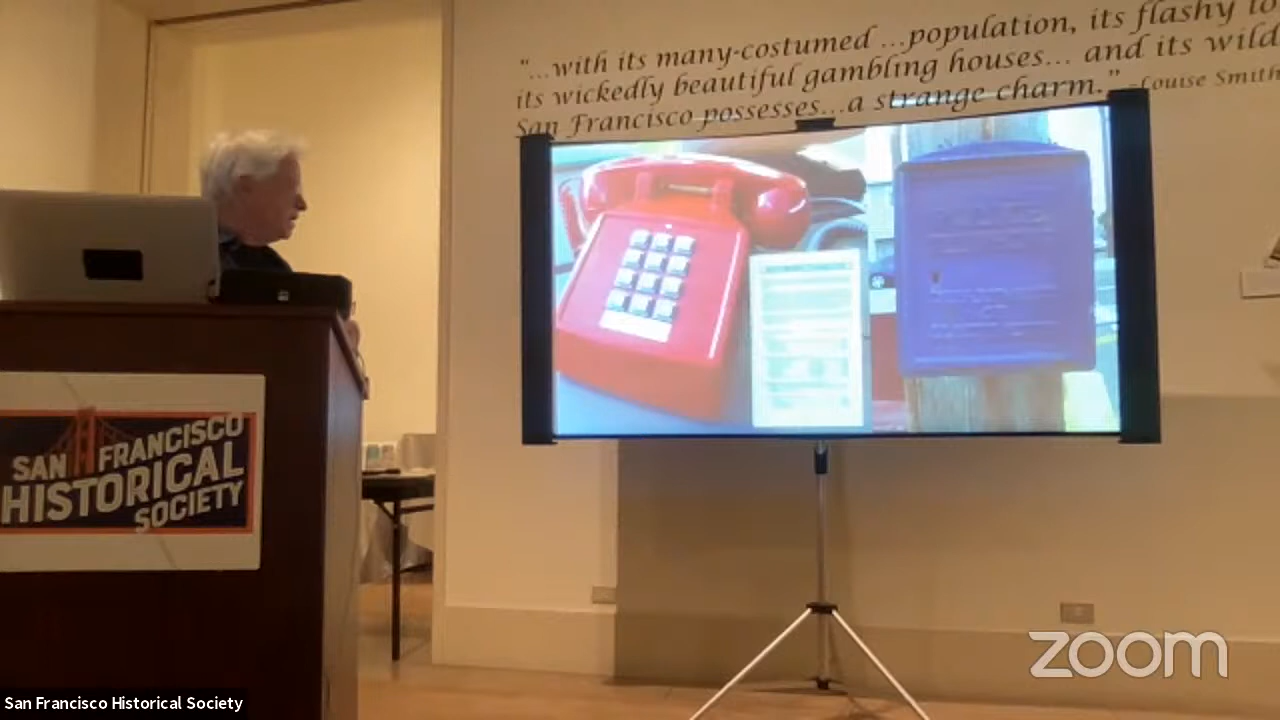 "...with its many-costumed ...population, its flashy
its wickedly beautiful gambling houses... and its wild
San Francisco possesses...a strange charm." -Louise Smith
SAN FRANCISCO
HISTORICAL
SOCIETY
zoom
San Francisco Historical Society